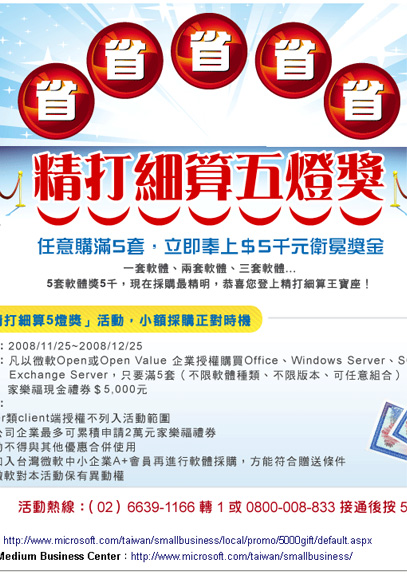 省 省 省 省 省
精打細算五燈獎
任意購滿5套，立即奉上$5千元衛冕獎金
一套軟體、兩套軟體、三套軟體...
5套軟體獎5千，現在採購最精明，恭喜您登上精打細算王寶座！
打細算5燈獎」活動，小額採購正對時機
：2008/11/25~2008/12/25
：凡以微軟Open或Open Value 企業授權購買Office、Windows Server、S
Exchange Server，只要滿5套（不限軟體種類、不限版本、可任意組合）
家樂福現金禮券＄5,000元
：
r類client端授權不列入活動範圍
公司企業最多可累積申請2萬元家樂福禮券
動不得與其他優惠合併使用
加入台灣微軟中小企業A+會員再進行軟體採購，方能符合贈送條件
微軟對本活動保有異動權
活動熱線：（02）6639-1166 轉 1 或 0800-008-833 接通後按 5
http://www.microsoft.com/taiwan/smallbusiness/local/promo/5000gift/default.aspx
Medium Business Center：http://www.microsoft.com/taiwan/smallbusiness/